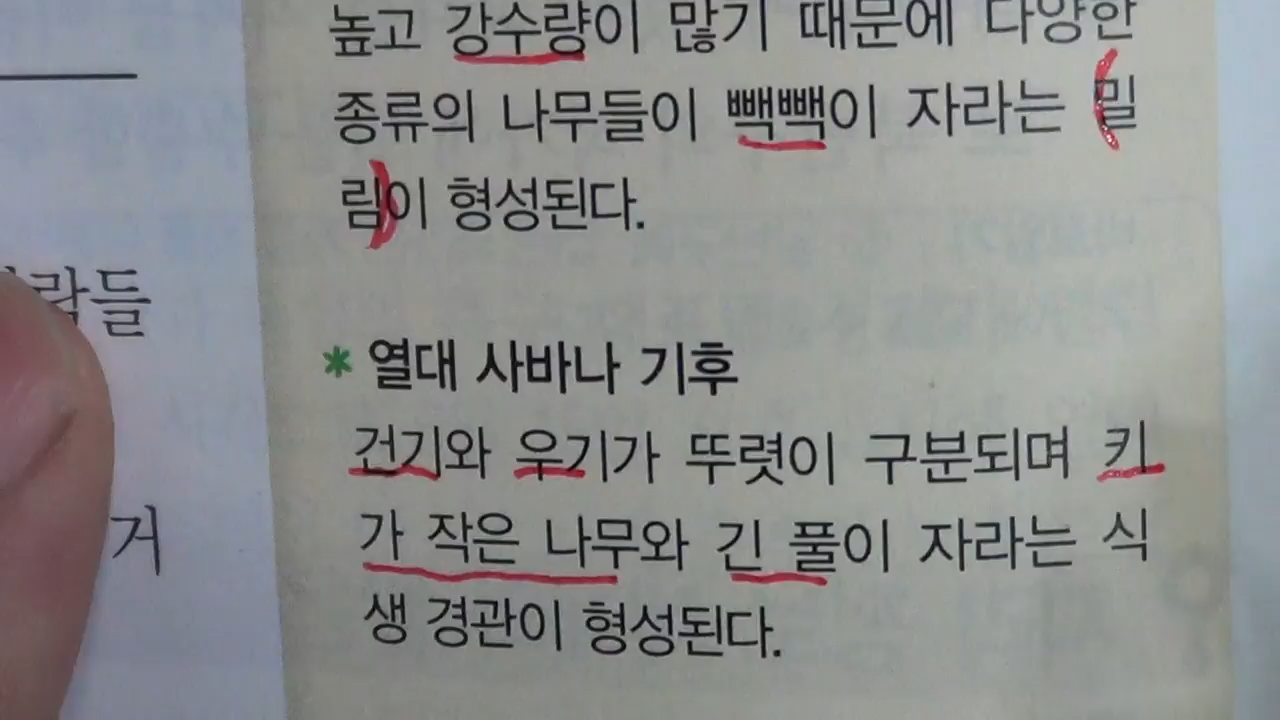 높고 강수량이 많기 때문에 다양한
종류의 나무들이 빽빽이 자라는 밀
림이 형성된다.
* 열대 사바나 기후
건기와 우기가 뚜렷이 구분되며 키
가 작은 나무와 긴 풀이 자라는 식
생 경관이 형성된다.
람들
거